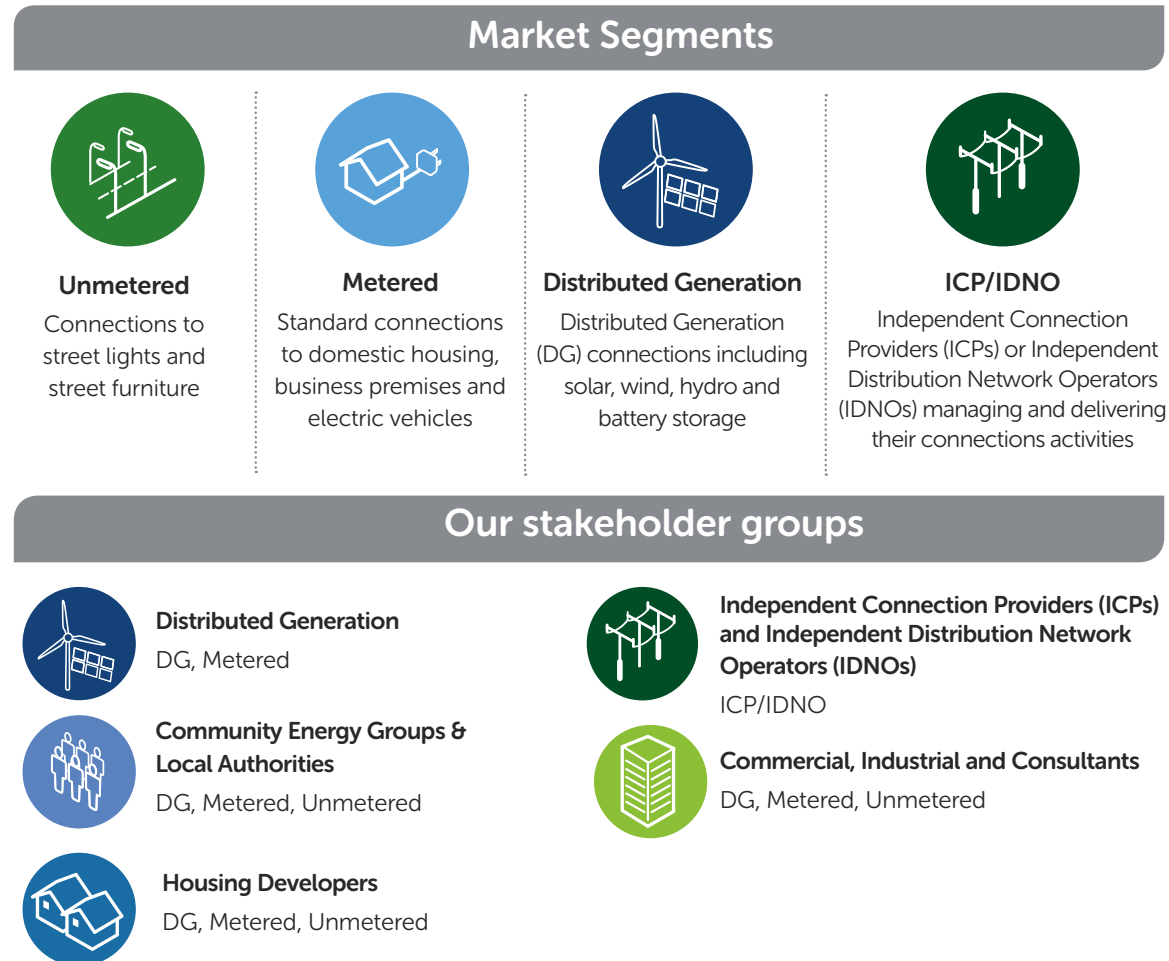 Market Segments
Unmetered
Connections to
street lights and
street furniture
Metered
Standard connections
to domestic housing,
business premises and
electric vehicles
Distributed Generation
Distributed Generation
(DG) connections including
solar, wind, hydro and
battery storage
ICP/IDNO
Independent Connection
Providers (ICPs) or Independent
Distribution Network Operators
(IDNOs) managing and delivering
their connections activities
Our stakeholder groups
Distributed Generation
DG, Metered
Community Energy Groups &
Local Authorities
DG, Metered, Unmetered
Housing Developers
DG, Metered, Unmetered
Independent Connection Providers (ICPs)
and Independent Distribution Network
Operators (IDNOs)
ICP/IDNO
Commercial, Industrial and Consultants
DG, Metered, Unmetered